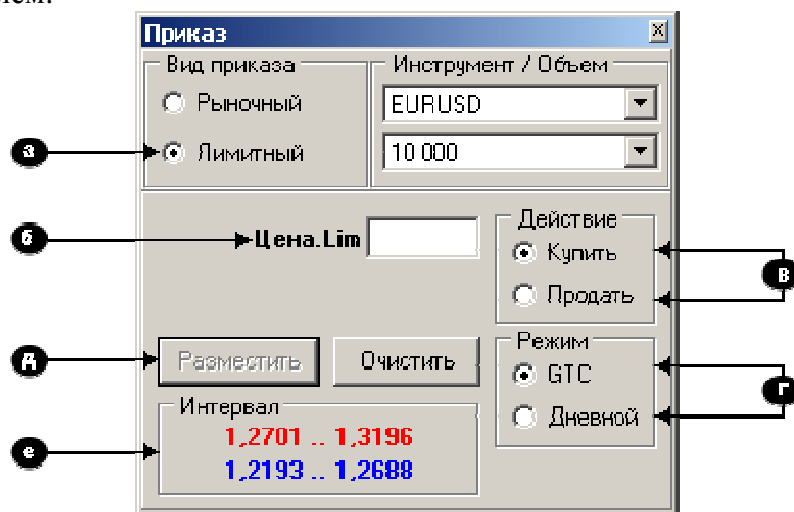 Приказ
Вид приказа
Инструмент / Объем
Рыночный
EURUSD
Лимитный
10 000
Цена.Lim
Действие
Купить
В
Продать
Разместить
Очистить
Режим
GTC
Г
Дневной
Интервал
1,2701 .. 1,3196
е
1,2193 .. 1,2688